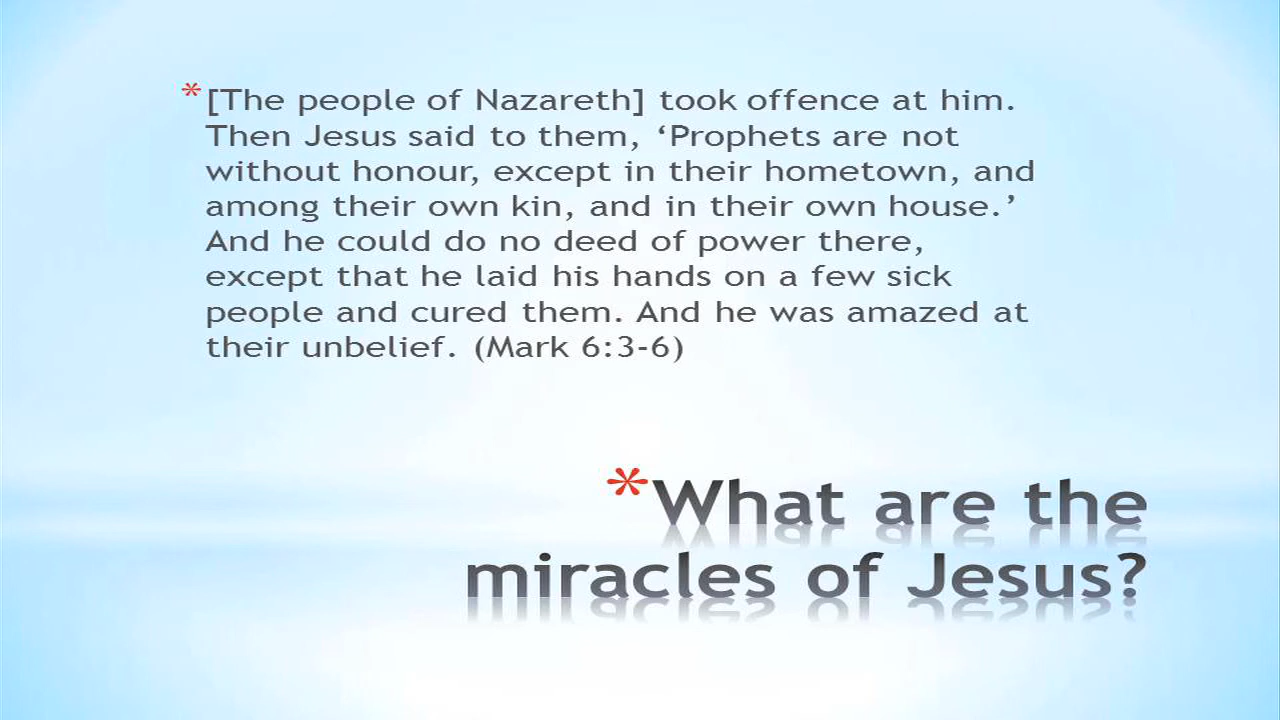 *[The people of Nazareth] took offence at him.
Then Jesus said to them, ‘Prophets are not
without honour, except in their hometown, and
among their own kin, and in their own house.’
And he could do no deed of power there,
except that he laid his hands on a few sick
people and cured them. And he was amazed at
their unbelief. (Mark 6:3-6)
*What are the
miracles of Jesus?